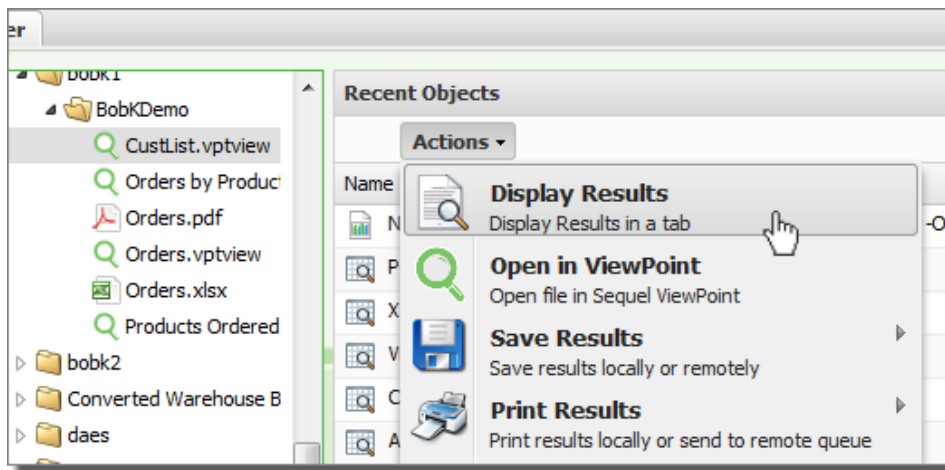 er
bobk1
BobKDemo
CustList.vptview
Orders by Produc
Orders.pdf
Orders.vptview
Orders.xlsx
Products Ordered
bobk2
Converted Warehouse B
daes
Recent Objects
Actions
Name
N
P
X
V
C
A
-O
Display Results
Display Results in a tab
Open in ViewPoint
Open file in Sequel ViewPoint
Save Results
Save results locally or remotely
Print Results
Print results locally or send to remote queue